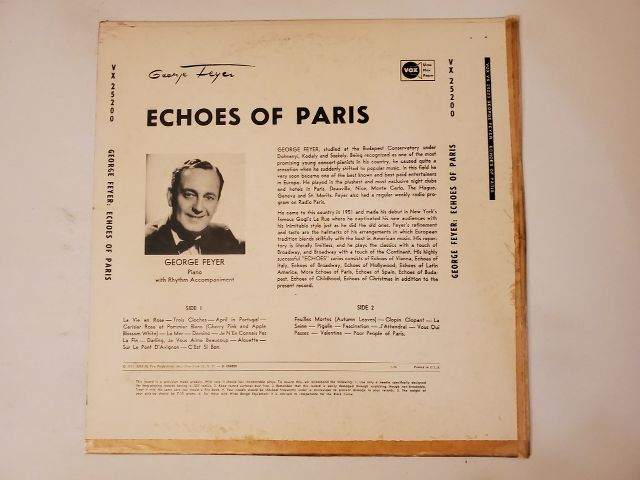 George Feyer
VOX
ECHOES OF PARIS
VX 25200
GEORGE FEYER: ECHOES OF PARIS
VX 25200
GEORGE FEYER: ECHOES OF PARIS
GEORGE FEYER: ECHOES OF PARIS
GEORGE FEYER, studied at the Budapest Conservatory under
Dohnanyi, Kodaly and Szekely. Being recognized as one of the most
promising young concert-pianists in his country, he caused quite a
sensation when he suddenly shifted to popular music. In this field he
very soon became one of the best known and best paid entertainers
in Europe. He played in the plushest and most exclusive night clubs
and hotels in Paris, Deauville, Nice, Monte Carlo, The Hague,
Geneva and St. Moritz. Feyer also had a regular weekly radio pro-
gram on Radio Paris.
He came to this country in 1951 and made his debut in New York's
famous Gogi's La Rue where he captivated his new audiences with
his inimitable style just as he did the old ones. Feyer's refinement
and taste are the hallmarks of his arrangements in which European
tradition blends skillfully with the best in American music. His reper-
tory is literally limitless, and he plays the classics with a touch of
Broadway, and Broadway with a touch of the Continent. His highly
successful "ECHOES" series consists of Echoes of Vienna, Echoes of
Italy, Echoes of Broadway, Echoes of Hollywood, Echoes of Latin
America, More Echoes of Paris, Echoes of Spain, Echoes of Buda-
pest, Echoes of Childhood, Echoes of Christmas in addition to the
present record.
GEORGE FEYER
Piano
with Rhythm Accompaniment
SIDE 1
La Vie en Rose — Trois Cloches — April in Portugal —
Cerisier Rose et Pommier Blanc (Cherry Pink and Apple
Blossom White) — La Mer — Domino — Je N'En Connais Pas
La Fin — Darling, Je Vous Aime Beaucoup — Alouette —
Sur Le Pont D'Avignon — C'Est Si Bon.
SIDE 2
Feuilles Mortes (Autumn Leaves) — Clopin Clopant — La
Seine — Pigalle — Fascination — J'Attendrai — Vous Qui
Passez — Valentine — Poor People of Paris.
Printed in U.S.A.